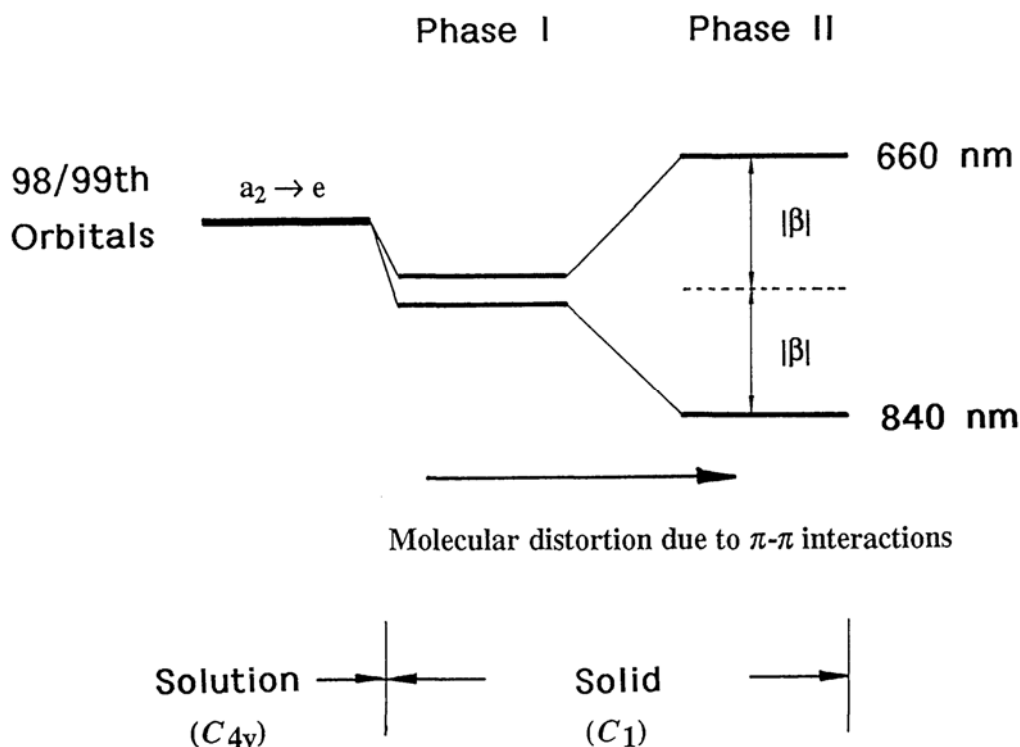 Phase I
Phase II
98/99th
Orbitals
a₂ → e
660 nm
|β|
|β|
840 nm
Molecular distortion due to π-π interactions
Solution
(C₄ᵥ)
Solid
(C₁)